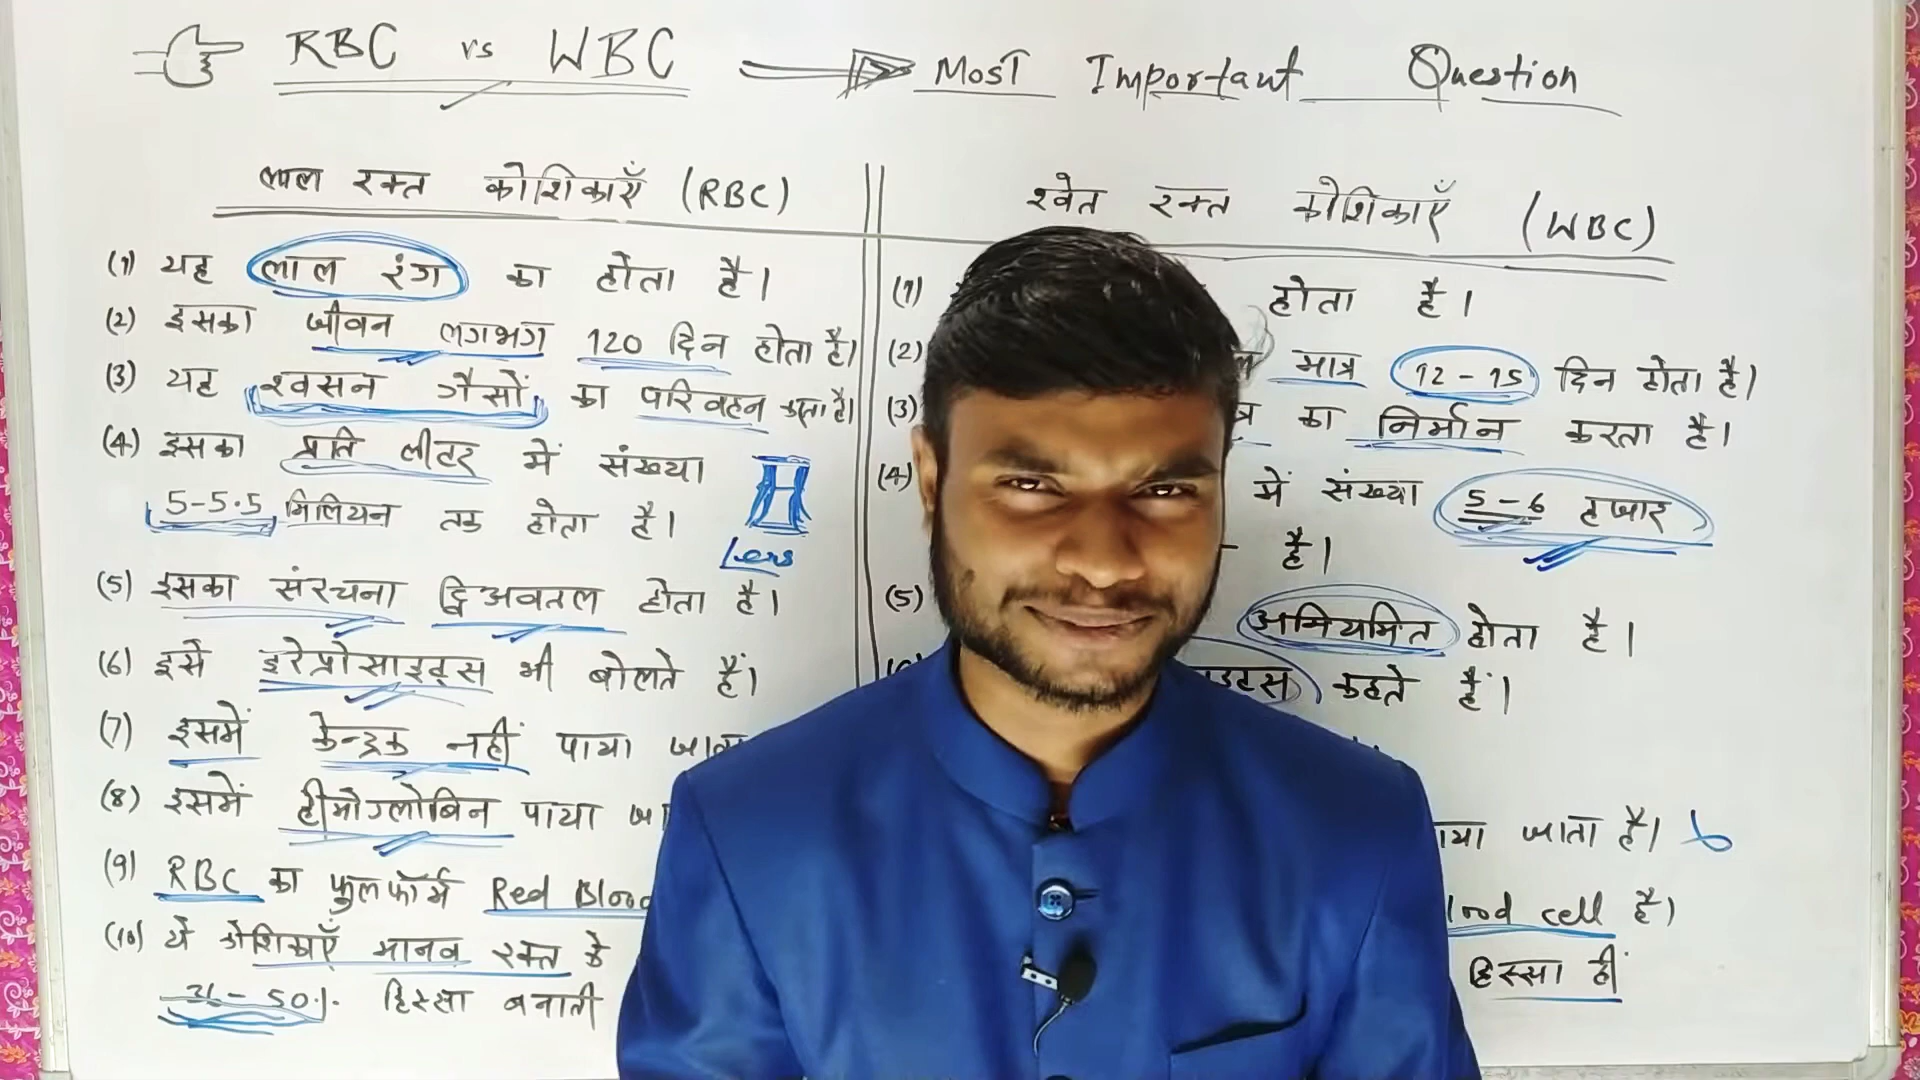 RBC vs WBC Most Important Question
लाल रक्त कोशिकाएँ (RBC)
(1) यह लाल रंग का होता है।
(2) इसका जीवन लगभग 120 दिन होता है।
(3) यह श्वसन गैसों का परिवहन करता है।
(4) इसका प्रति लीटर में संख्या
5-5.5 मिलियन तक होता है।
Lens
(5) इसका संरचना द्विअवतल होता है।
(6) इसे इरेथ्रोसाइट्स भी बोलते हैं।
(7) इसमें केन्द्रक नहीं पाया
(8) इसमें हीमोग्लोबिन पाया
(9) RBC का फुलफॉर्म Red Blood
(10) ये कोशिकाएँ मानव रक्त के
- 50% हिस्सा बनाती
श्वेत रक्त कोशिकाएँ (WBC)
(1) होता है।
(2) मात्र 12-15 दिन होता है।
(3) का निर्मान करता है।
(4) में संख्या 5-6 हजार
है।
(5) अनियमित होता है।
कहते हैं।
जाता है।
cell है।
हिस्सा ही